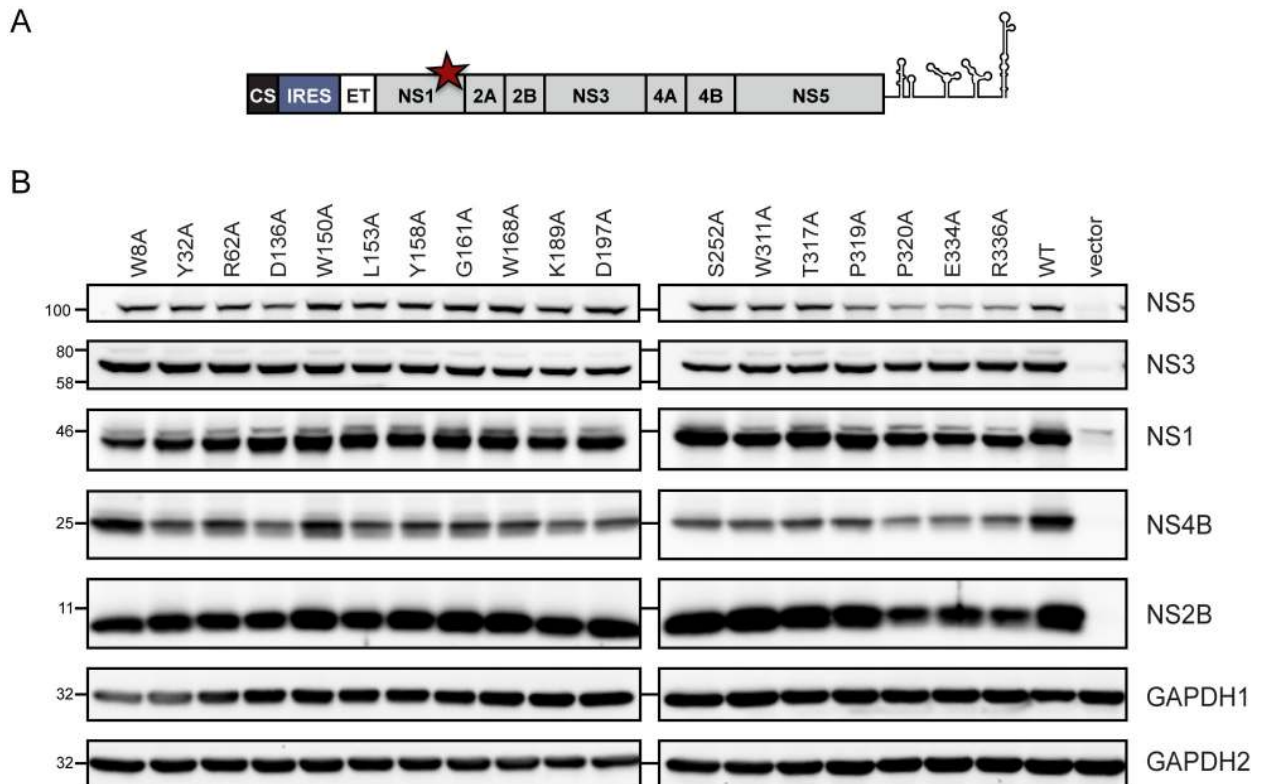 A
CS IRES ET NS1 2A 2B NS3 4A 4B NS5
B
W8A Y32A R62A D136A W150A L153A Y158A G161A W168A K189A D197A S252A W311A T317A P319A P320A E334A R336A WT vector
100 NS5
80
58 NS3
46 NS1
25 NS4B
11 NS2B
32 GAPDH1
32 GAPDH2